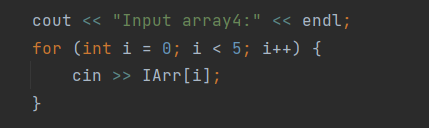 cout << "Input array4:" << endl;
for (int i = 0; i < 5; i++) {
    cin >> IArr[i];
}